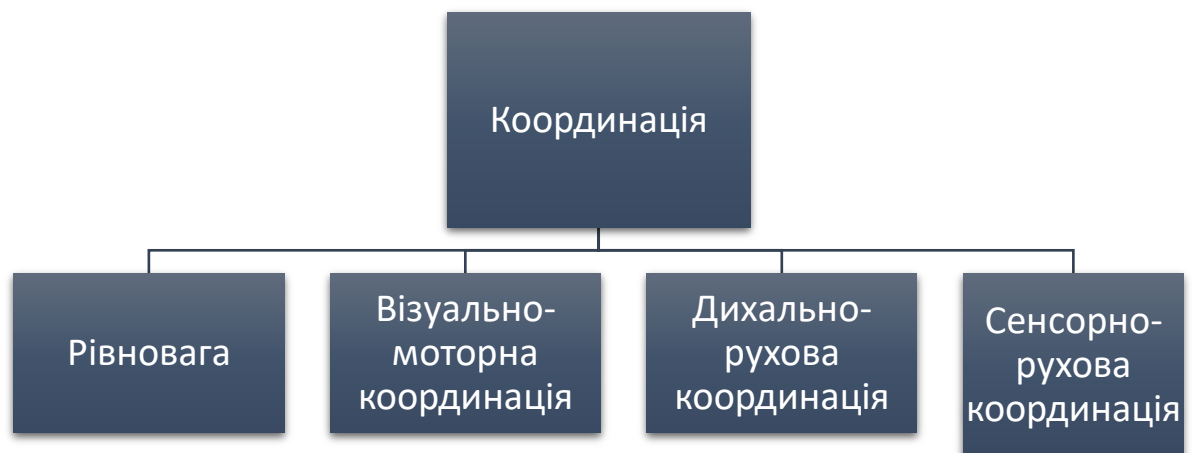 Координація
Рівновага
Візуально-
моторна
координація
Дихально-
рухова
координація
Сенсорно-
рухова
координація